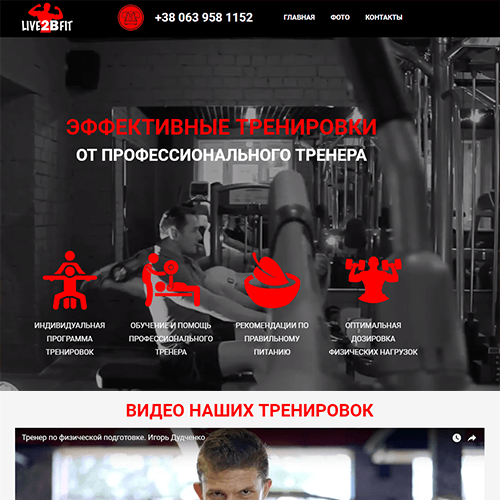 LIVE2BFIT
+38 063 958 1152
ГЛАВНАЯ
ФОТО
КОНТАКТЫ
ЭФФЕКТИВНЫЕ ТРЕНИРОВКИ
ОТ ПРОФЕССИОНАЛЬНОГО ТРЕНЕРА
ИНДИВИДУАЛЬНАЯ
ПРОГРАММА
ТРЕНИРОВОК
ОБУЧЕНИЕ И ПОМОЩЬ
ПРОФЕССИОНАЛЬНОГО
ТРЕНЕРА
РЕКОМЕНДАЦИИ ПО
ПРАВИЛЬНОМУ
ПИТАНИЮ
ОПТИМАЛЬНАЯ
ДОЗИРОВКА
ФИЗИЧЕСКИХ НАГРУЗОК
ВИДЕО НАШИХ ТРЕНИРОВОК
Тренер по физической подготовке. Игорь Дудченко